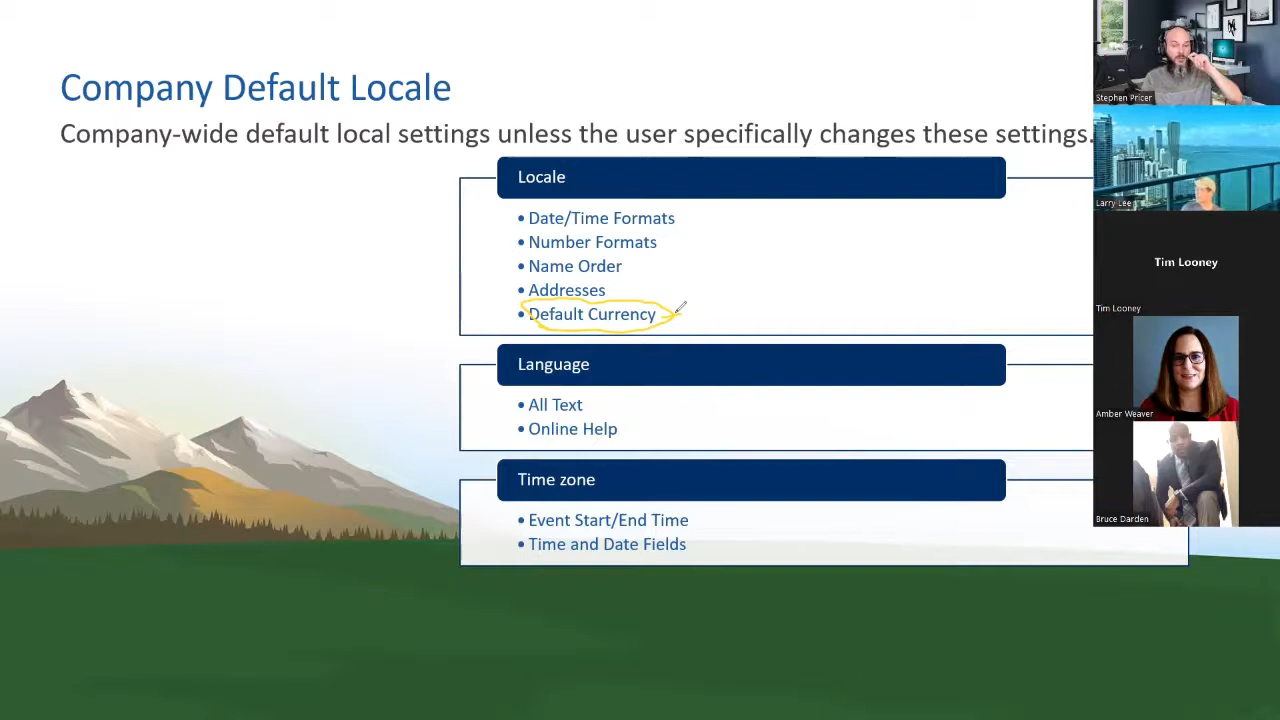 Company Default Locale
Company-wide default local settings unless the user specifically changes these settings.
Locale
• Date/Time Formats
• Number Formats
• Name Order
• Addresses
• Default Currency
Language
• All Text
• Online Help
Time zone
• Event Start/End Time
• Time and Date Fields
Stephen Pricer
Larry Lee
Tim Looney
Tim Looney
Amber Weaver
Bruce Darden